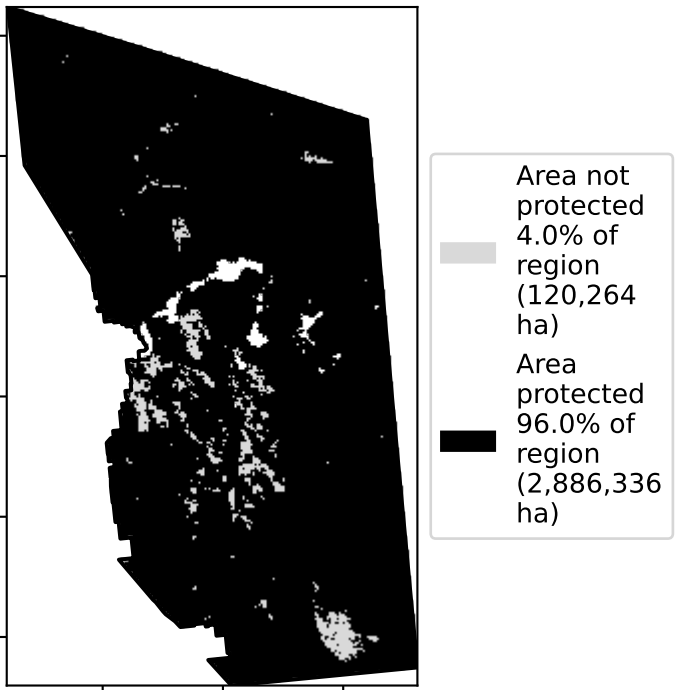 Area not
protected
4.0% of
region
(120,264
ha)
Area
protected
96.0% of
region
(2,886,336
ha)